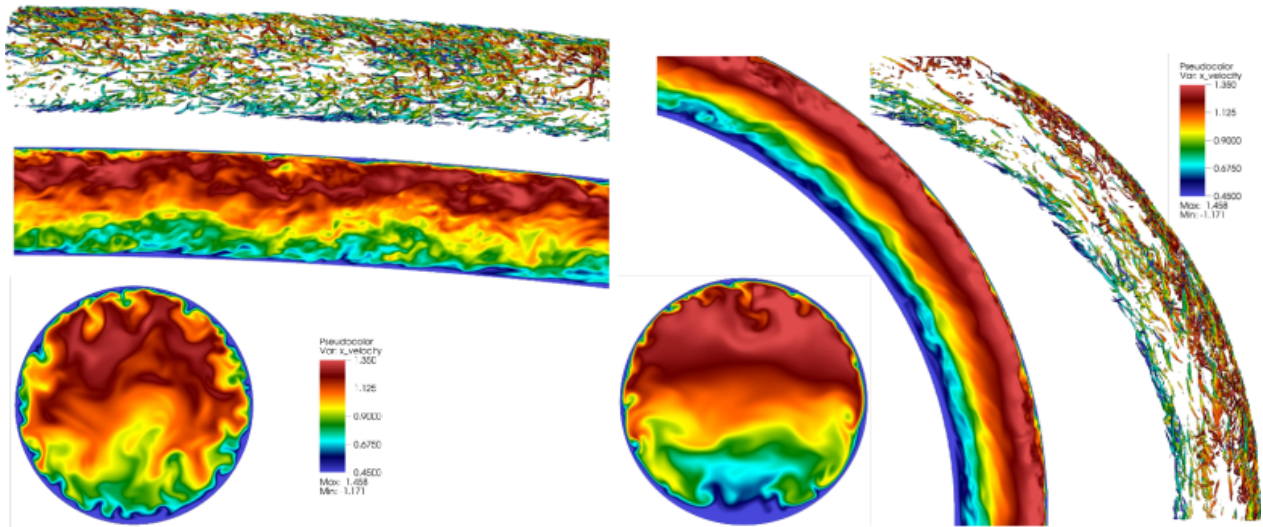 Pseudocolor
Var: x_velocity
1.350
1.125
0.9000
0.6750
0.4500
Max: 1.458
Min: -1.171
Pseudocolor
Var: x_velocity
1.350
1.125
0.9000
0.6750
0.4500
Max: 1.458
Min: -1.171